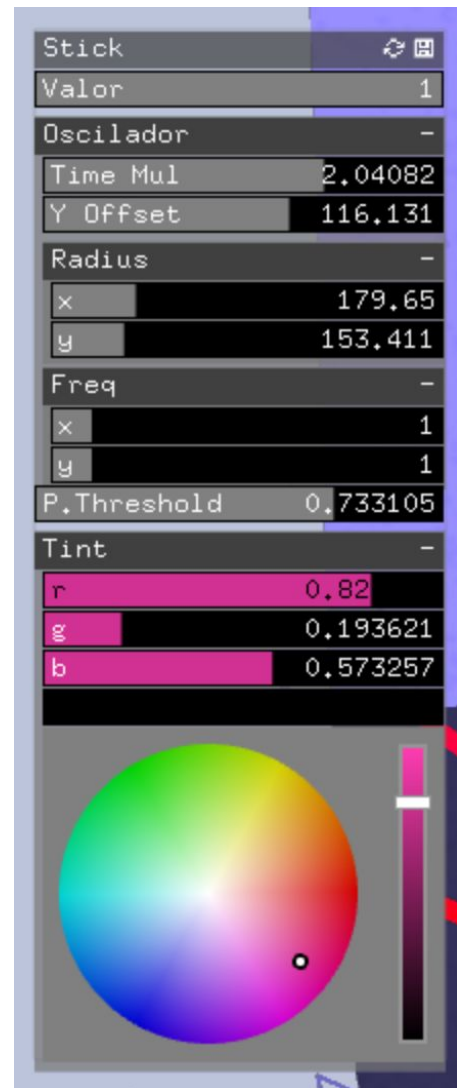 Stick
Valor 1
Oscilador -
Time Mul 2.04082
Y Offset 116.131
Radius -
x 179.65
y 153.411
Freq -
x 1
y 1
P.Threshold 0.733105
Tint -
r 0.82
g 0.193621
b 0.573257